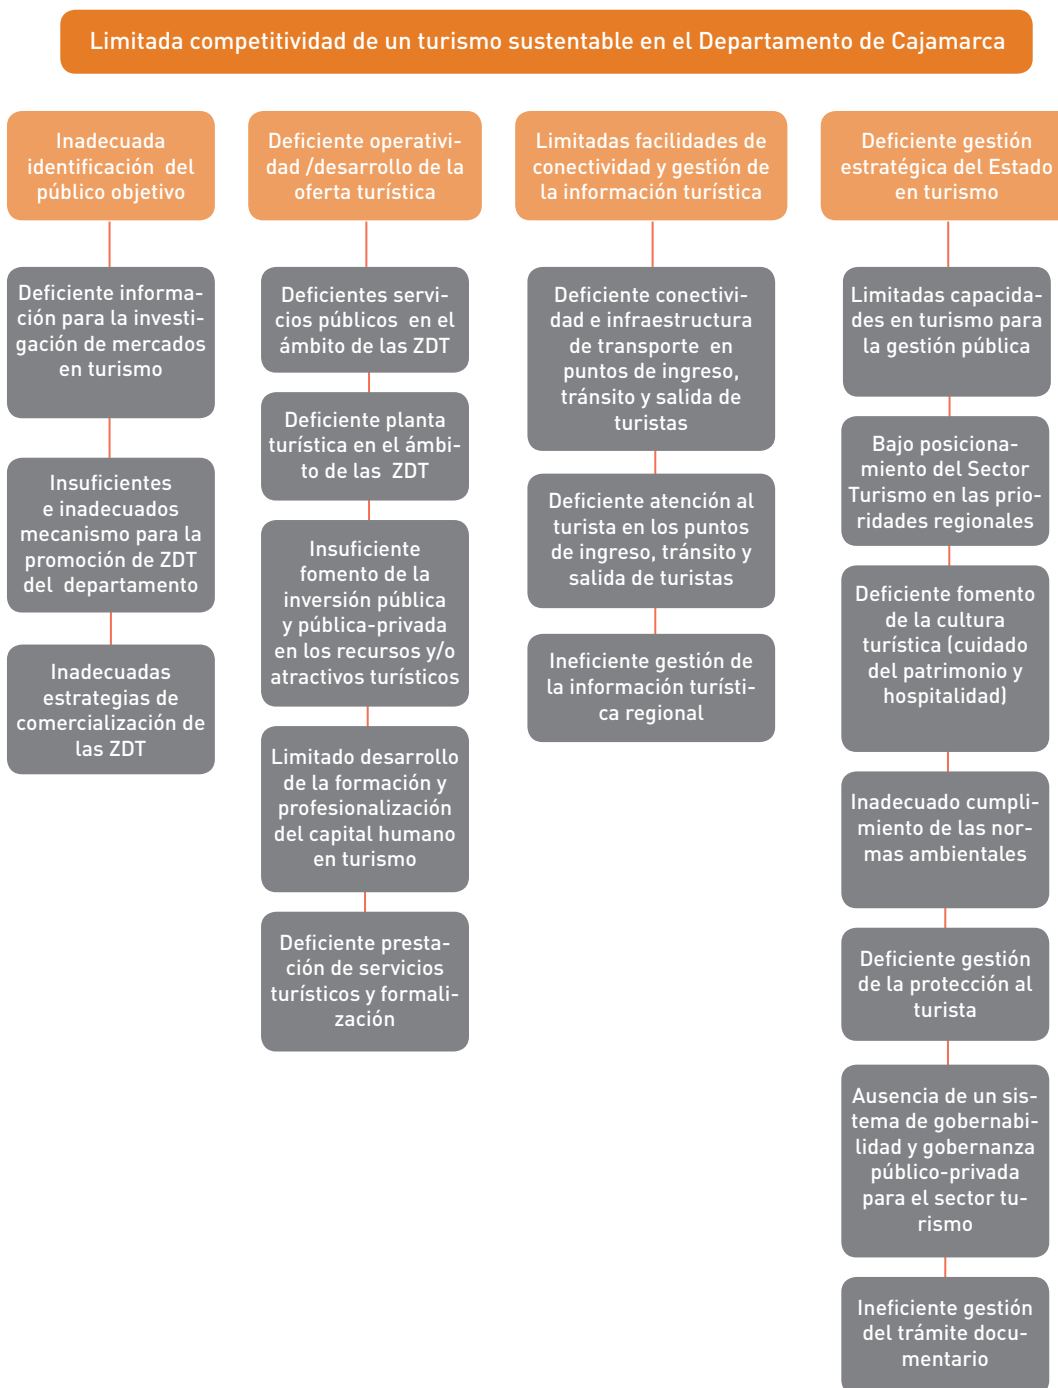 Limitada competitividad de un turismo sustentable en el Departamento de Cajamarca
Inadecuada
identificación del
público objetivo
Deficiente informa-
ción para la investi-
gación de mercados
en turismo
Insuficientes
e inadecuados
mecanismo para la
promoción de ZDT
del departamento
Inadecuadas
estrategias de
comercialización de
las ZDT
Deficiente operativi-
dad /desarrollo de la
oferta turística
Deficientes servi-
cios públicos en el
ámbito de las ZDT
Deficiente planta
turística en el ámbi-
to de las ZDT
Insuficiente
fomento de la
inversión pública
y pública-privada
en los recursos y/o
atractivos turísticos
Limitado desarrollo
de la formación y
profesionalización
del capital humano
en turismo
Deficiente presta-
ción de servicios
turísticos y formali-
zación
Limitadas facilidades de
conectividad y gestión de
la información turística
Deficiente conectivi-
dad e infraestructura
de transporte en
puntos de ingreso,
tránsito y salida de
turistas
Deficiente atención al
turista en los puntos
de ingreso, tránsito y
salida de turistas
Ineficiente gestión de
la información turísti-
ca regional
Deficiente gestión
estratégica del Estado
en turismo
Limitadas capacida-
des en turismo para
la gestión pública
Bajo posiciona-
miento del Sector
Turismo en las prio-
ridades regionales
Deficiente fomento
de la cultura
turística (cuidado
del patrimonio y
hospitalidad)
Inadecuado cumpli-
miento de las nor-
mas ambientales
Deficiente gestión
de la protección al
turista
Ausencia de un sis-
tema de gobernabi-
lidad y gobernanza
público-privada
para el sector tu-
rismo
Ineficiente gestión
del trámite docu-
mentario